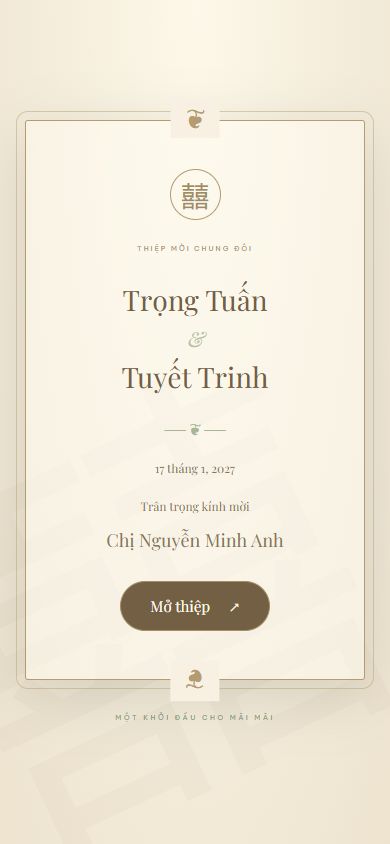 囍
THIỆP MỜI CHUNG ĐÔI
Trọng Tuấn
&
Tuyết Trinh
17 tháng 1, 2027
Trân trọng kính mời
Chị Nguyễn Minh Anh
Mở thiệp ↗
MỘT KHỞI ĐẦU CHO MÃI MÃI